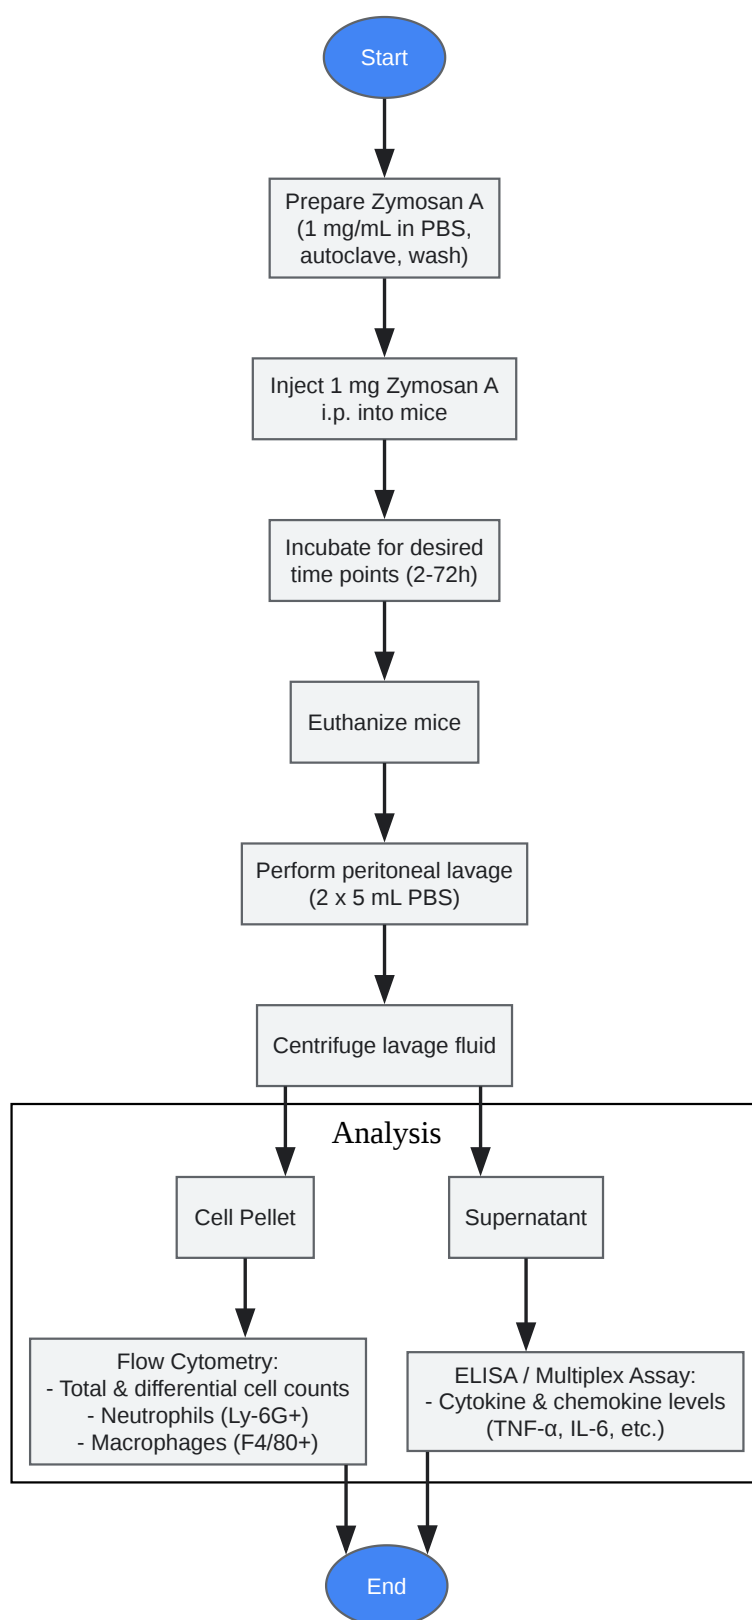 Start
Prepare Zymosan A
(1 mg/mL in PBS,
autoclave, wash)
Inject 1 mg Zymosan A
i.p. into mice
Incubate for desired
time points (2-72h)
Euthanize mice
Perform peritoneal lavage
(2 x 5 mL PBS)
Centrifuge lavage fluid
Analysis
Cell Pellet
Supernatant
Flow Cytometry:
- Total & differential cell counts
- Neutrophils (Ly-6G+)
- Macrophages (F4/80+)
ELISA / Multiplex Assay:
- Cytokine & chemokine levels
(TNF-α, IL-6, etc.)
End